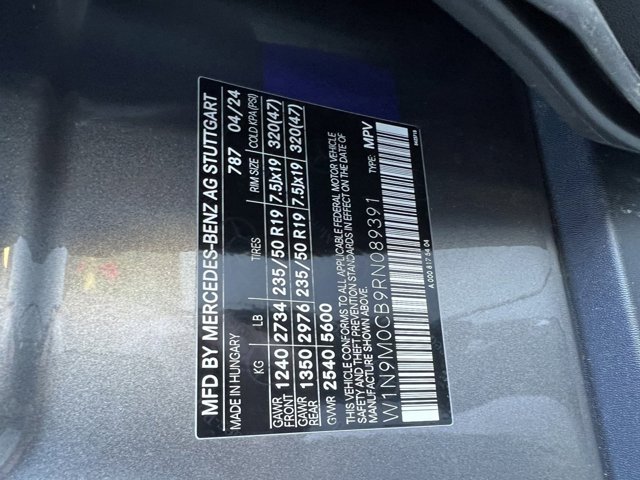 MFD BY MERCEDES-BENZ AG STUTTGART
MADE IN HUNGARY 787 04/24
KG LB TIRES RIM SIZE COLD KPA (PSI)
GAWR FRONT 1240 2734 235/50 R19 7.5Jx19 320(47)
GAWR REAR 1350 2976 235/50 R19 7.5Jx19 320(47)
GVWR 2540 5600
THIS VEHICLE CONFORMS TO ALL APPLICABLE FEDERAL MOTOR VEHICLE
SAFETY AND THEFT PREVENTION STANDARDS IN EFFECT ON THE DATE OF
MANUFACTURE SHOWN ABOVE.
W1N9M0CB9RN089391 TYPE: MPV
A 000 817 54 04